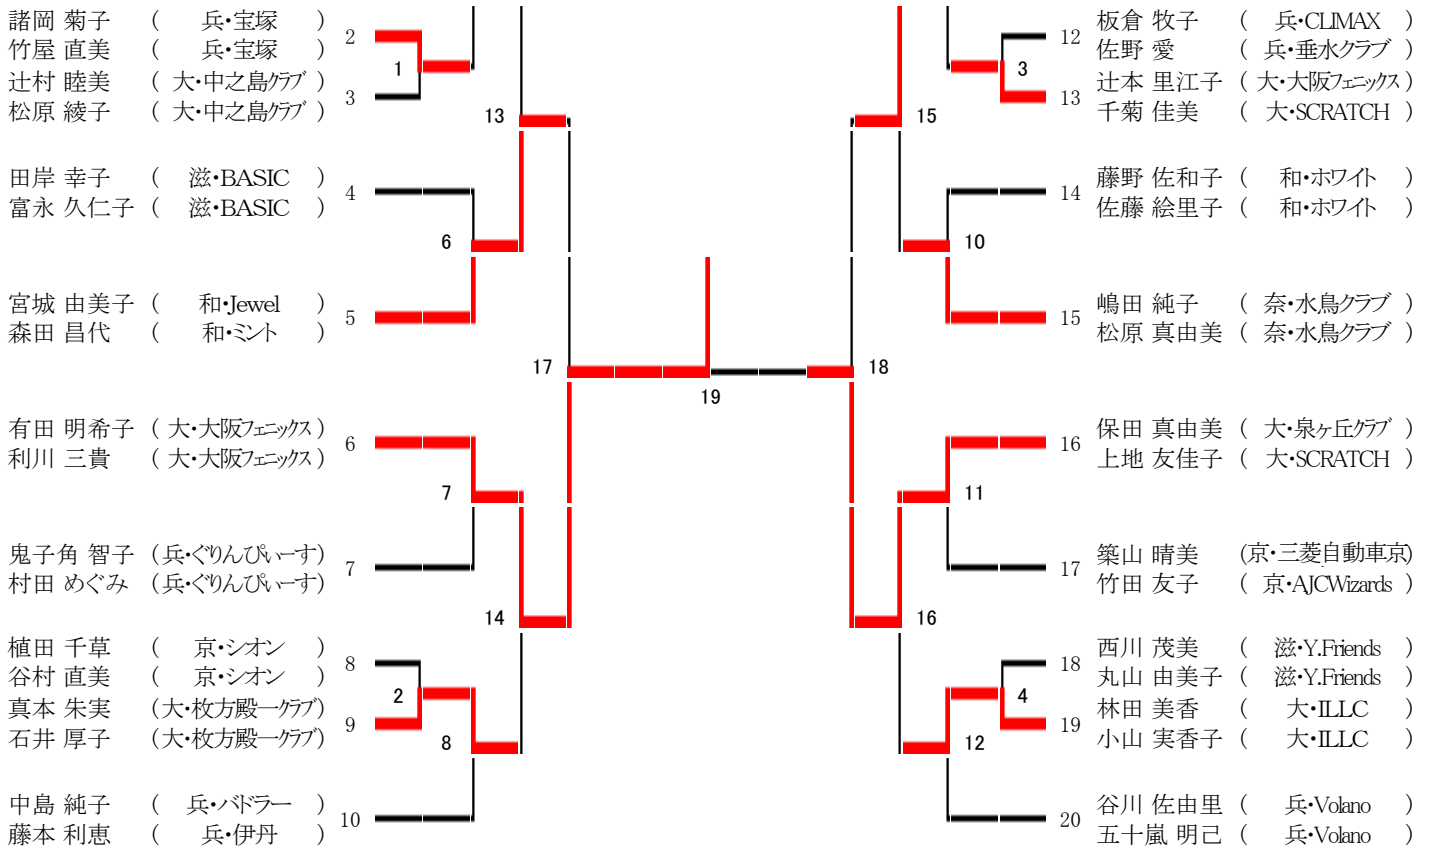 諸岡 菊子 ( 兵・宝塚 ) 2
竹屋 直美 ( 兵・宝塚 )
1
辻村 睦美 ( 大・中之島クラブ ) 3
松原 綾子 ( 大・中之島クラブ )
13
田岸 幸子 ( 滋・BASIC ) 4
富永 久仁子 ( 滋・BASIC )
6
宮城 由美子 ( 和・Jewel ) 5
森田 昌代 ( 和・ミント )
17
有田 明希子 ( 大・大阪フェニックス ) 6
利川 三貴 ( 大・大阪フェニックス )
7
鬼子角 智子 (兵・ぐりんぴぃーす) 7
村田 めぐみ (兵・ぐりんぴぃーす)
14
植田 千草 ( 京・シオン ) 8
谷村 直美 ( 京・シオン )
2
真本 朱実 (大・枚方殿一クラブ) 9
石井 厚子 (大・枚方殿一クラブ)
8
中島 純子 ( 兵・バドラー ) 10
藤本 利恵 ( 兵・伊丹 )
19
12 板倉 牧子 ( 兵・CLIMAX )
佐野 愛 ( 兵・垂水クラブ )
3
13 辻本 里江子 ( 大・大阪フェニックス )
千菊 佳美 ( 大・SCRATCH )
15
14 藤野 佐和子 ( 和・ホワイト )
佐藤 絵里子 ( 和・ホワイト )
10
15 嶋田 純子 ( 奈・水鳥クラブ )
松原 真由美 ( 奈・水鳥クラブ )
18
16 保田 真由美 ( 大・泉ヶ丘クラブ )
上地 友佳子 ( 大・SCRATCH )
11
17 築山 晴美 (京・三菱自動車京)
竹田 友子 ( 京・AJCWizards )
16
18 西川 茂美 ( 滋・Y.Friends )
丸山 由美子 ( 滋・Y.Friends )
4
19 林田 美香 ( 大・ILLC )
小山 実香子 ( 大・ILLC )
12
20 谷川 佐由里 ( 兵・Volano )
五十嵐 明己 ( 兵・Volano )